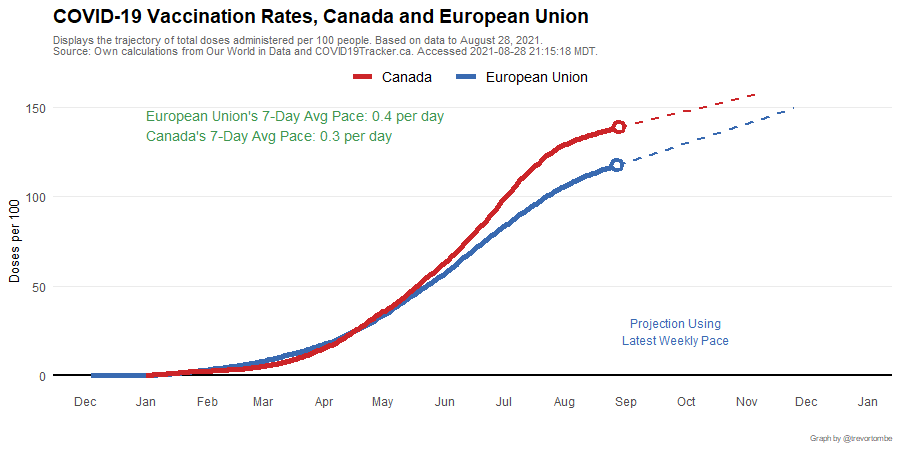 COVID-19 Vaccination Rates, Canada and European Union
Displays the trajectory of total doses administered per 100 people. Based on data to August 28, 2021.
Source: Own calculations from Our World in Data and COVID19Tracker.ca. Accessed 2021-08-28 21:15:18 MDT.
Canada European Union
European Union's 7-Day Avg Pace: 0.4 per day
Canada's 7-Day Avg Pace: 0.3 per day
Doses per 100
150
100
50
0
Projection Using
Latest Weekly Pace
Dec Jan Feb Mar Apr May Jun Jul Aug Sep Oct Nov Dec Jan
Graph by @trevortombe